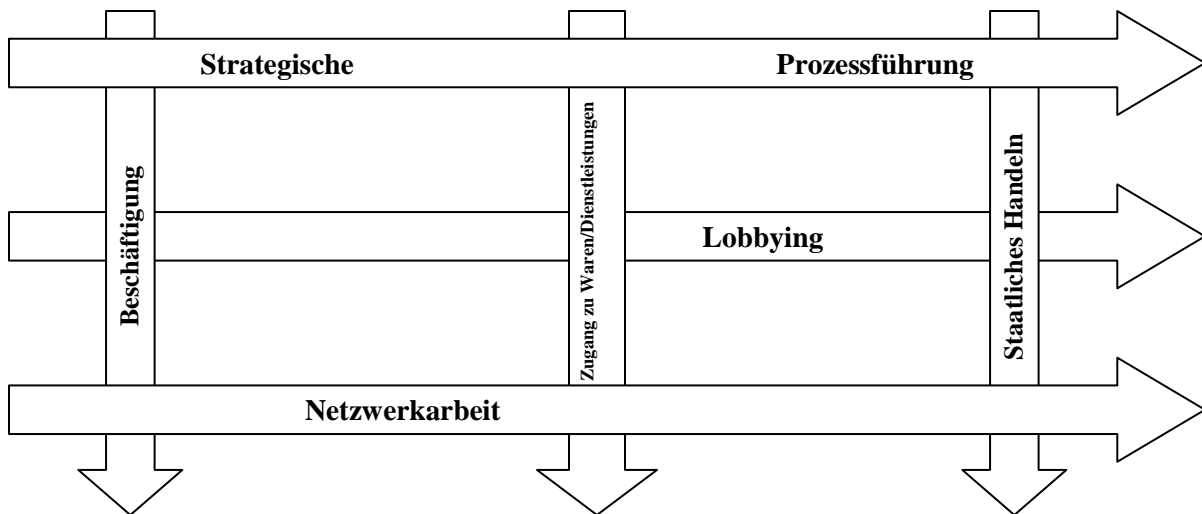 Strategische Prozessführung
Beschäftigung
Zugang zu Waren/Dienstleistungen
Staatliches Handeln
Lobbying
Netzwerkarbeit